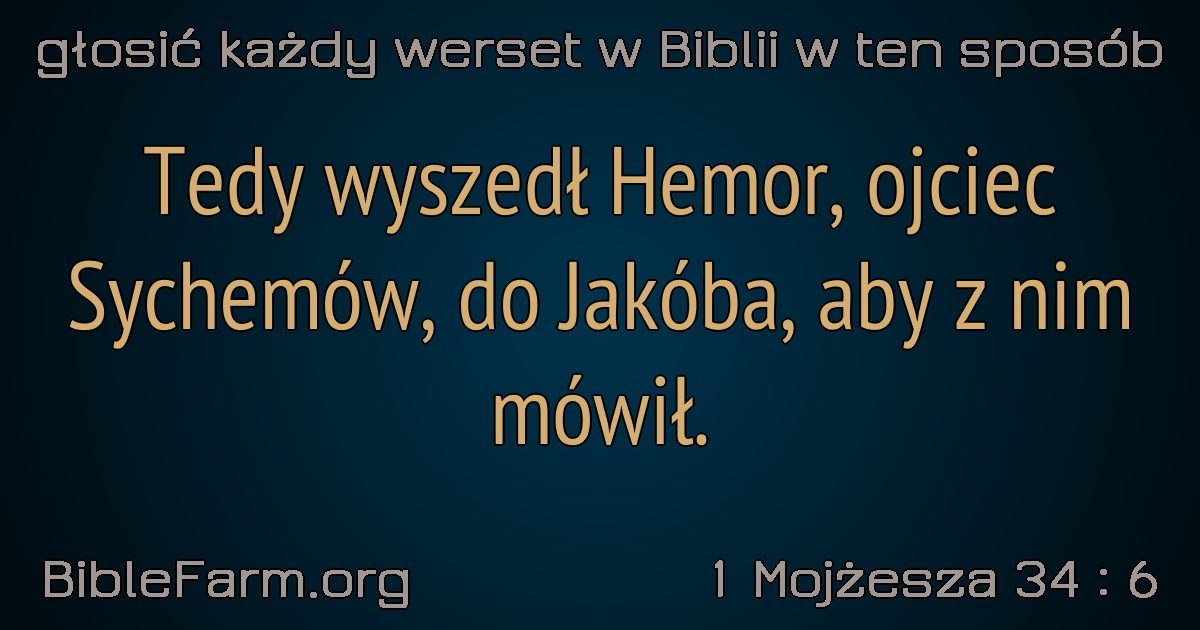 głosić każdy werset w Biblii w ten sposób
Tedy wyszedł Hemor, ojciec
Sychemów, do Jakóba, aby z nim
mówił.
BibleFarm.org
1 Mojżesza 34 : 6